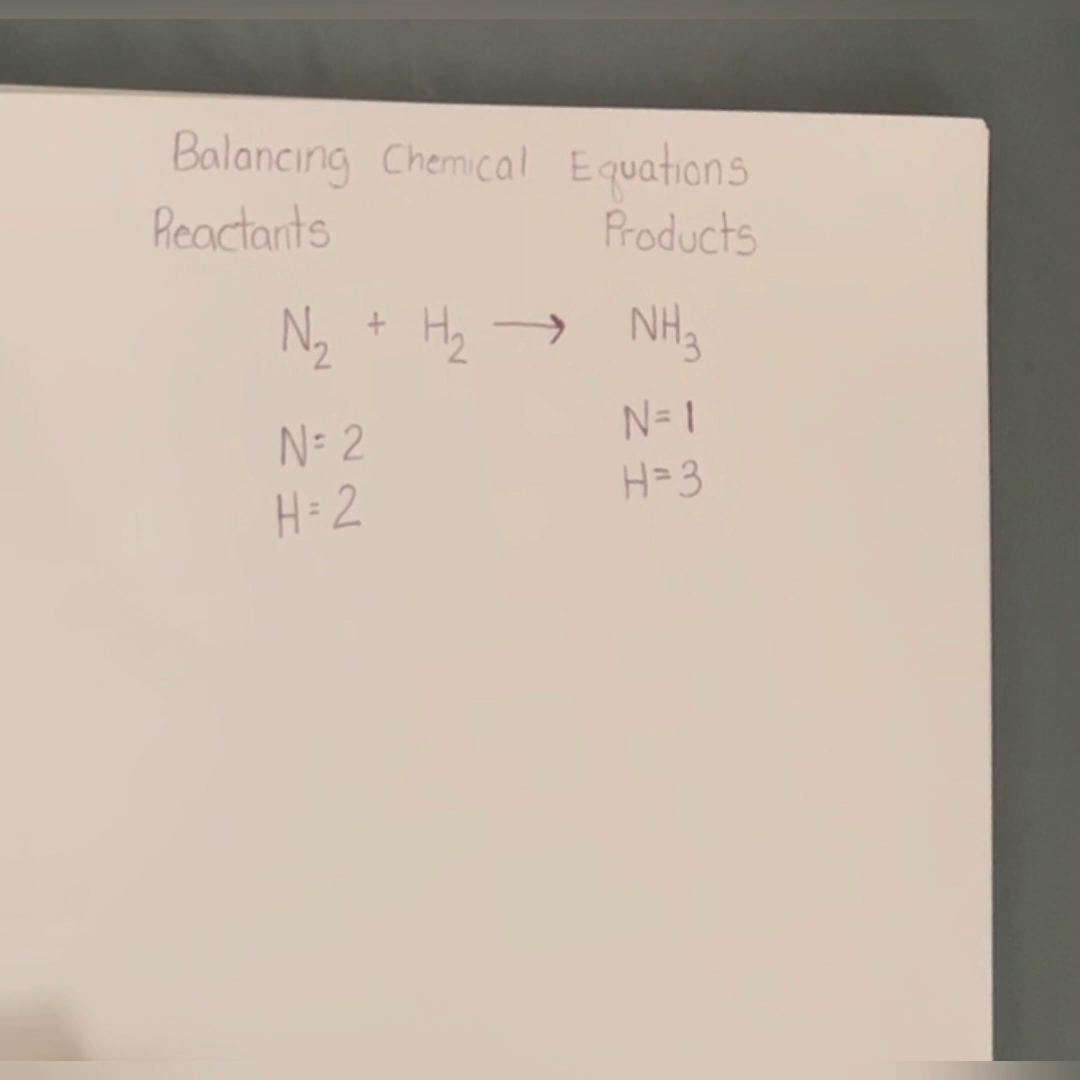 Balancing Chemical Equations
Reactants Products
N₂ + H₂ → NH₃
N=2 N=1
H=2 H=3